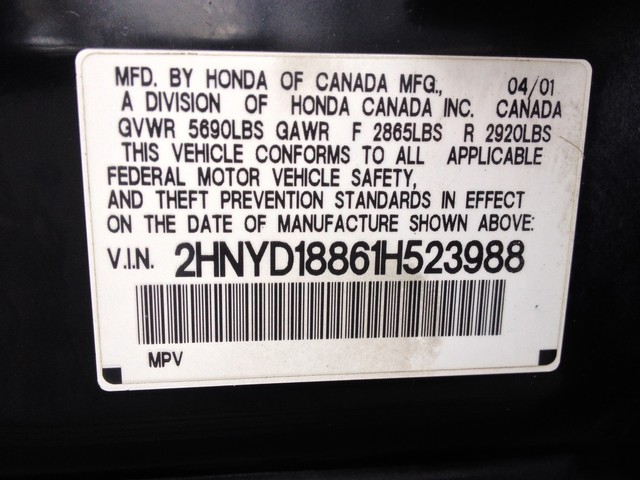 MFD. BY HONDA OF CANADA MFG., 04/01
A DIVISION OF HONDA CANADA INC. CANADA
GVWR 5690LBS GAWR F 2865LBS R 2920LBS
THIS VEHICLE CONFORMS TO ALL APPLICABLE
FEDERAL MOTOR VEHICLE SAFETY,
AND THEFT PREVENTION STANDARDS IN EFFECT
ON THE DATE OF MANUFACTURE SHOWN ABOVE:
V.I.N. 2HNYD18861H523988
MPV